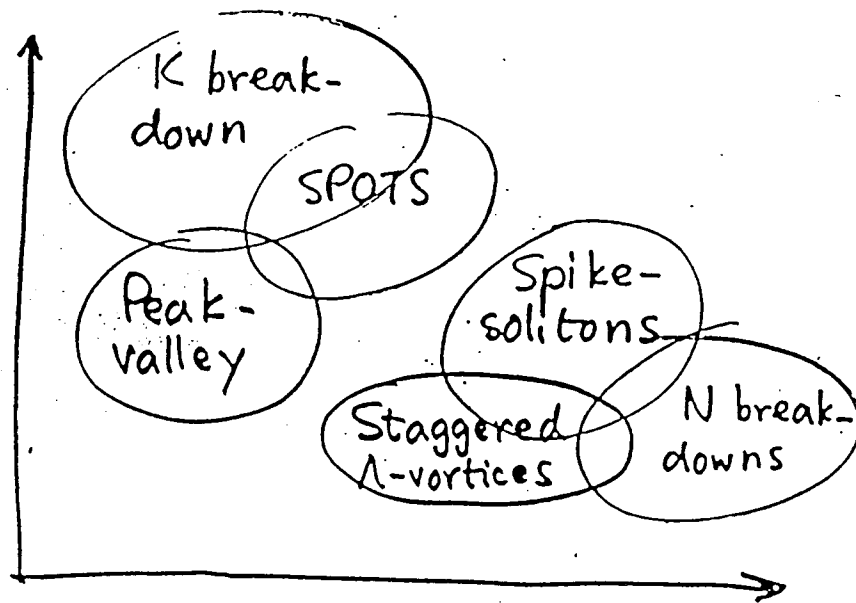 K break-
down
SPOTS
Peak-
valley
Spike-
solitons
Staggered
Λ-vortices
N break-
downs